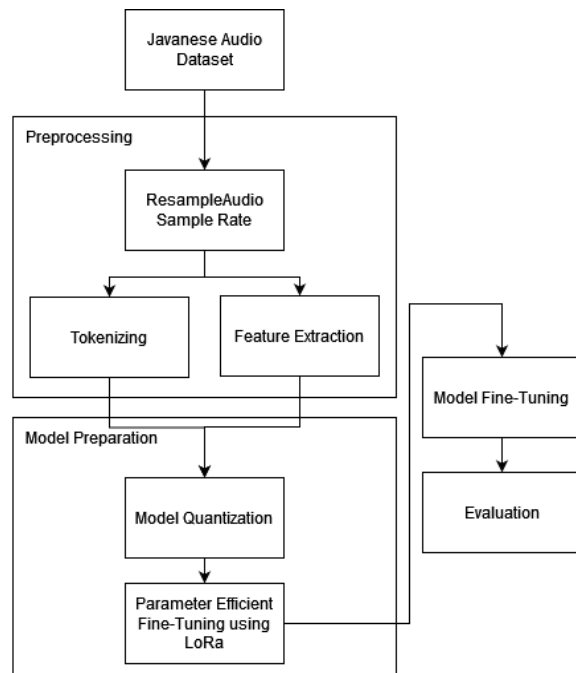 Javanese Audio
Dataset
Preprocessing
ResampleAudio
Sample Rate
Tokenizing
Feature Extraction
Model Preparation
Model Quantization
Parameter Efficient
Fine-Tuning using
LoRa
Model Fine-Tuning
Evaluation